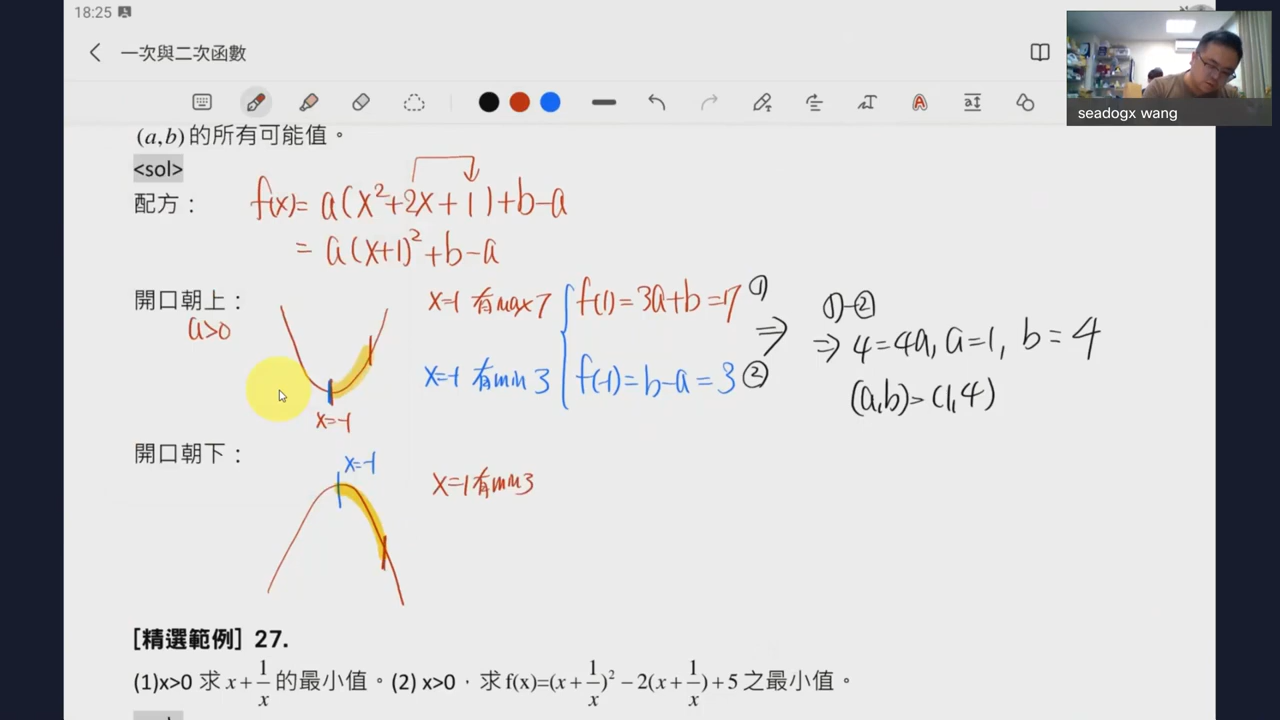 18:25
一次與二次函數
seadogx wang
(a,b)的所有可能值。
<sol>
配方：
f(x)= a(x²+2x+1)+b-a
= a(x+1)²+b-a
開口朝上：
a>0
x=1 有max 7
f(1)=3a+b=7 ①
x=-1 有min 3
f(-1)=b-a=3 ②
x=-1
⇒
①-②
⇒ 4=4a, a=1, b=4
(a,b)=(1,4)
開口朝下：
x=-1
x=1有min3
[精選範例] 27.
(1)x>0 求 x+1/x 的最小值。(2) x>0，求 f(x)=(x+1/x)²-2(x+1/x)+5 之最小值。